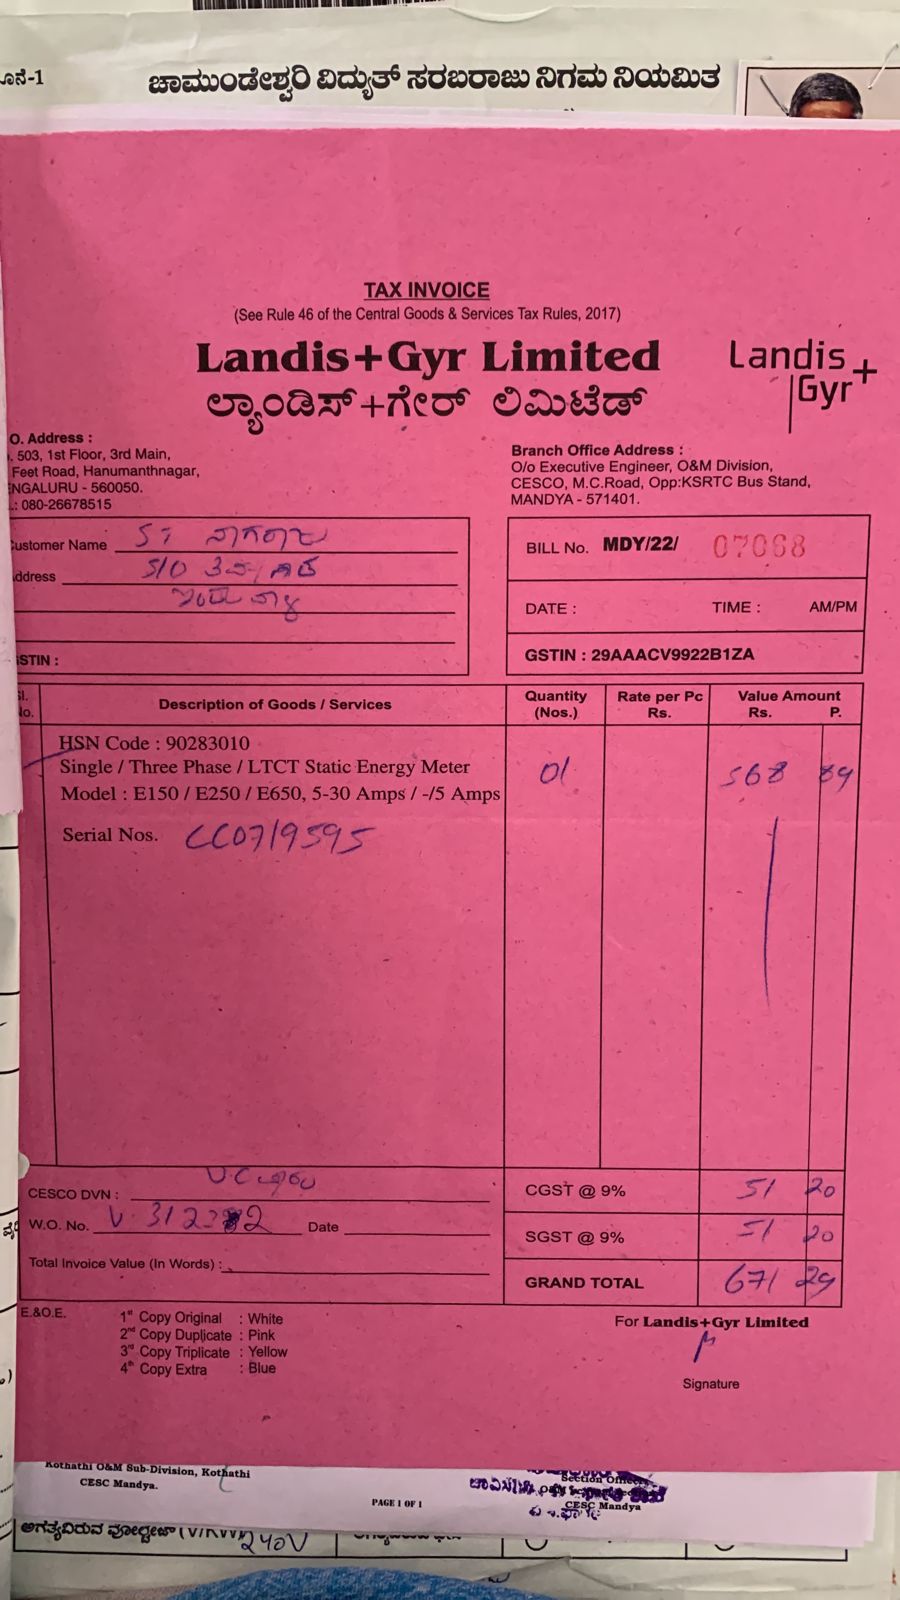 ಚಾಮುಂಡೇಶ್ವರಿ ವಿದ್ಯುತ್ ಸರಬರಾಜು ನಿಗಮ ನಿಯಮಿತ
TAX INVOICE
(See Rule 46 of the Central Goods & Services Tax Rules, 2017)
Landis+Gyr Limited
ಲ್ಯಾಂಡಿಸ್+ಗೇರ್ ಲಿಮಿಟೆಡ್
Landis
Gyr+
O. Address :
503, 1st Floor, 3rd Main,
Feet Road, Hanumanthnagar,
NGALURU - 560050.
: 080-26678515
Branch Office Address :
O/o Executive Engineer, O&M Division,
CESCO, M.C.Road, Opp:KSRTC Bus Stand,
MANDYA - 571401.
ustomer Name ನಾಗರಾಜು
ddress S/O
STIN :
BILL No. MDY/22/ 07068
DATE : TIME : AM/PM
GSTIN : 29AAACV9922B1ZA
No. Description of Goods / Services Quantity (Nos.) Rate per Pc Rs. Value Amount Rs. P.
HSN Code : 90283010
Single / Three Phase / LTCT Static Energy Meter 01 568 89
Model : E150 / E250 / E650, 5-30 Amps / -/5 Amps
Serial Nos. CC0719595
CESCO DVN :
W.O. No. Date
Total Invoice Value (In Words) :
CGST @ 9% 51 20
SGST @ 9% 51 20
GRAND TOTAL 671 29
E.&O.E.
1st Copy Original : White
2nd Copy Duplicate : Pink
3rd Copy Triplicate : Yellow
4th Copy Extra : Blue
For Landis+Gyr Limited
Signature
Kothathi O&M Sub-Division, Kothathi
CESC Mandya.
PAGE 1 OF 1
Section Officer
CESC Mandya
ಅಗತ್ಯವಿರುವ ವೋಲ್ಟೇಜ್ (V/KW) 240V